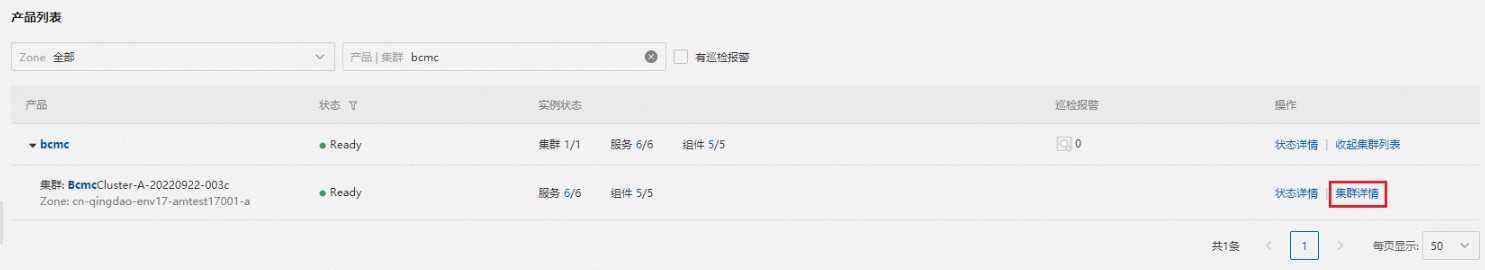 产品列表
Zone 全部 产品 | 集群 bcmc 有巡检报警
产品 状态 实例状态 巡检报警 操作
bcmc Ready 集群 1/1 服务 6/6 组件 5/5 0 状态详情 | 收起集群列表
集群: BcmcCluster-A-20220922-003c
Zone: cn-qingdao-env17-amtest17001-a
Ready 服务 6/6 组件 5/5 状态详情 | 集群详情
共1条 1 每页显示: 50